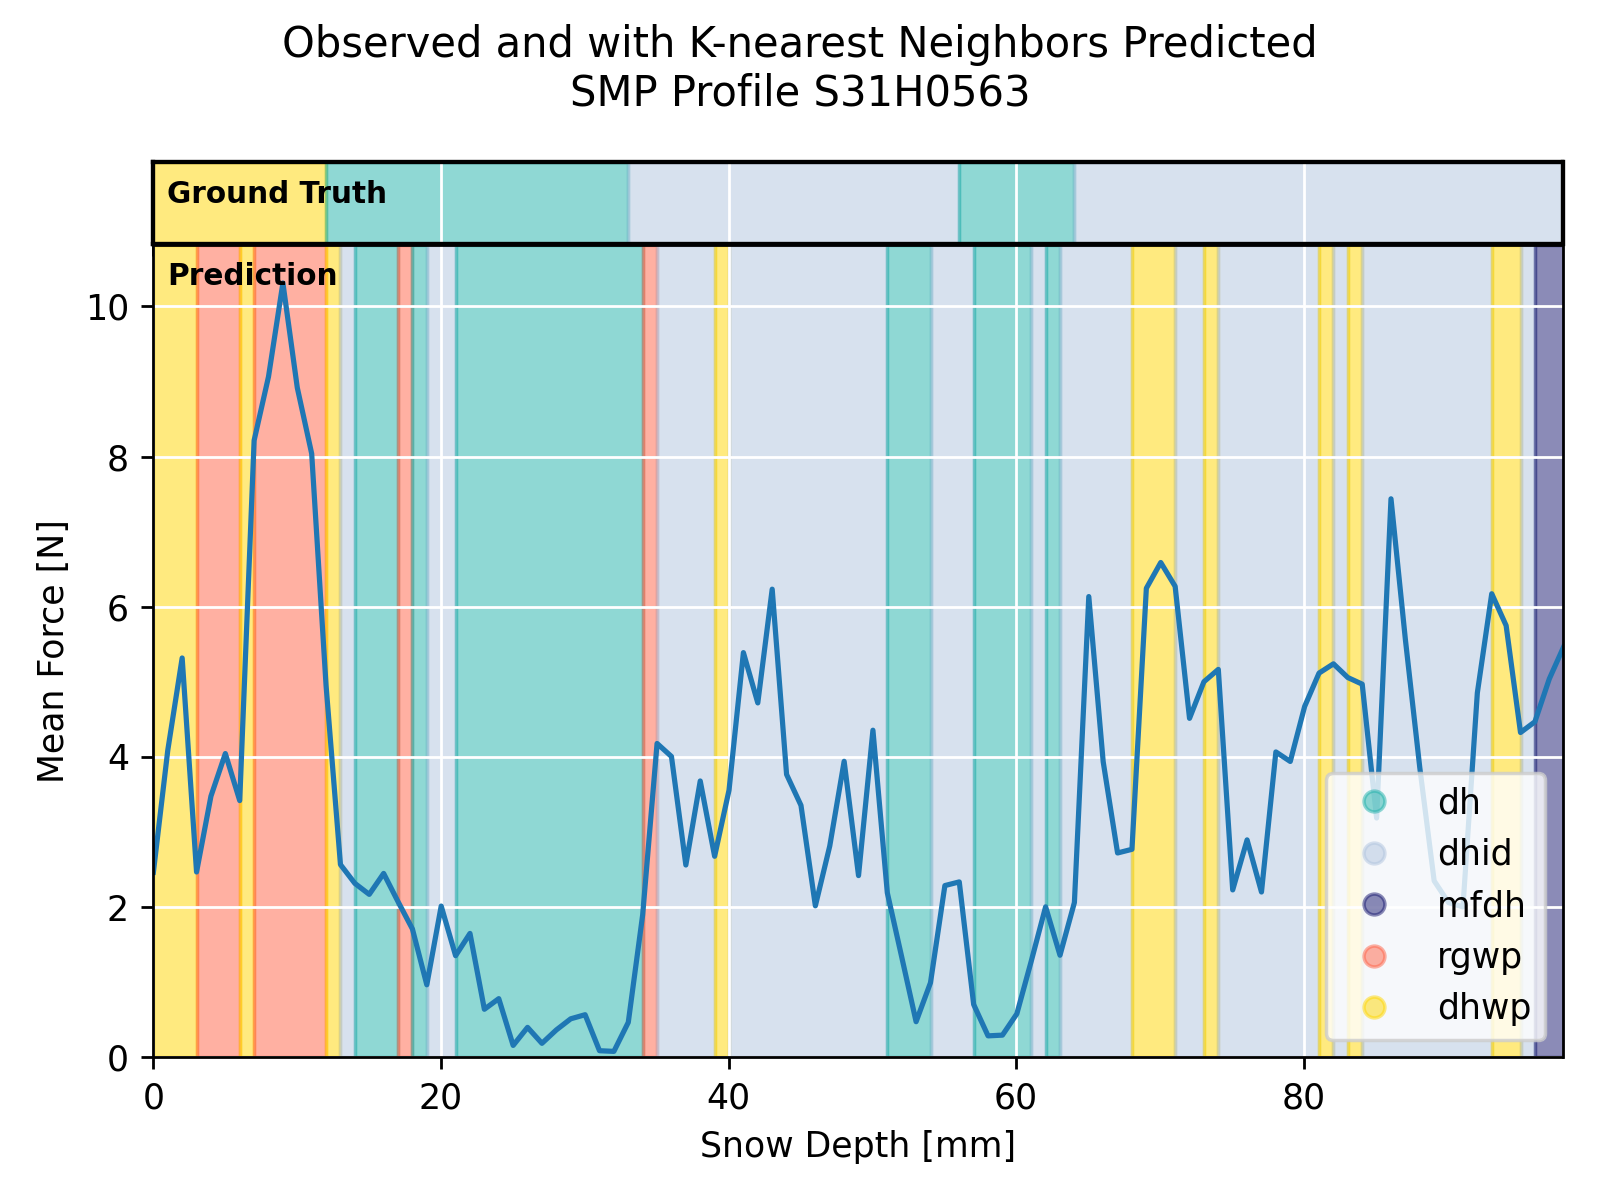 Observed and with K-nearest Neighbors Predicted
SMP Profile S31H0563
Ground Truth
Prediction
10
8
6
4
2
0
Mean Force [N]
0 20 40 60 80
Snow Depth [mm]
dh
dhid
mfdh
rgwp
dhwp